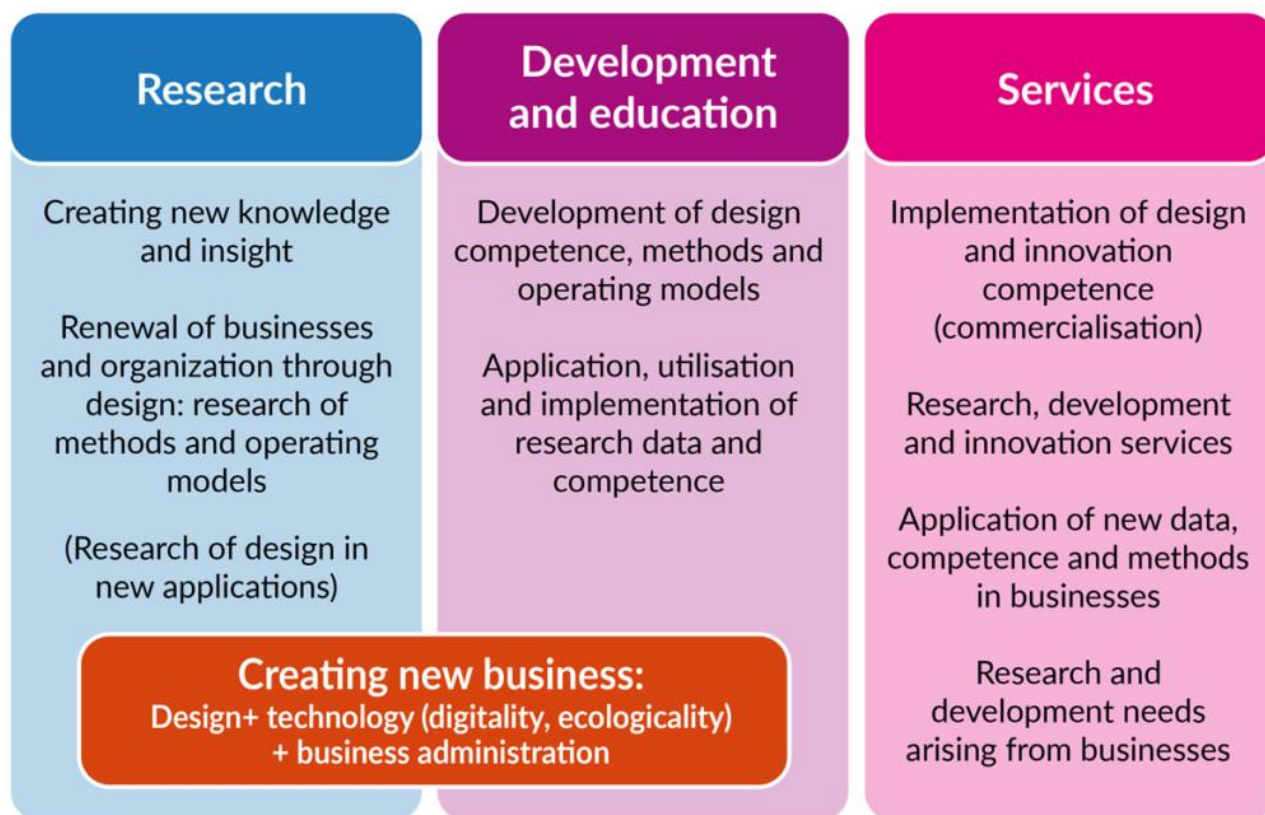 Research
Creating new knowledge
and insight
Renewal of businesses
and organization through
design: research of
methods and operating
models
(Research of design in
new applications)
Development
and education
Development of design
competence, methods and
operating models
Application, utilisation
and implementation of
research data and
competence
Creating new business:
Design+ technology (digitality, ecologicality)
+ business administration
Services
Implementation of design
and innovation
competence
(commercialisation)
Research, development
and innovation services
Application of new data,
competence and methods
in businesses
Research and
development needs
arising from businesses